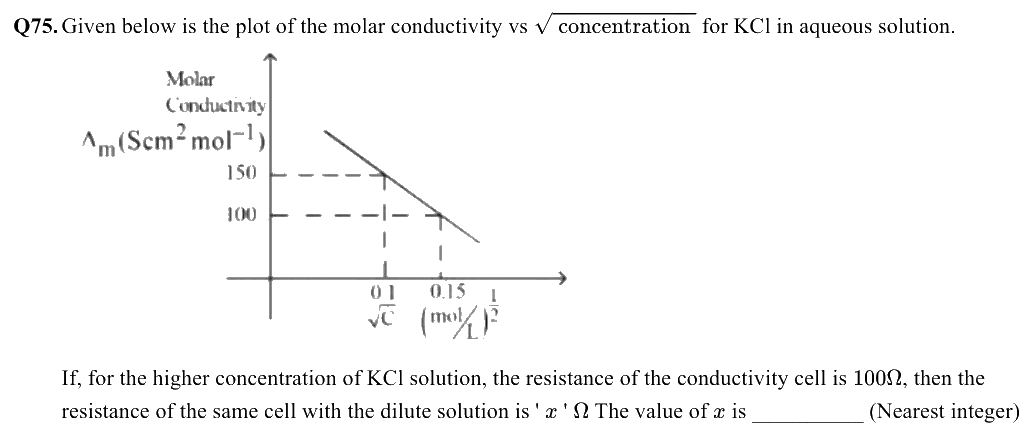 Q75. Given below is the plot of the molar conductivity vs √concentration for KCl in aqueous solution.
Molar
Conductivity
Λm(Scm²mol⁻¹)
150
100
0.1 0.15
√C (mol/L)^1/2
If, for the higher concentration of KCl solution, the resistance of the conductivity cell is 100Ω, then the
resistance of the same cell with the dilute solution is ' x ' Ω The value of x is __________ (Nearest integer)